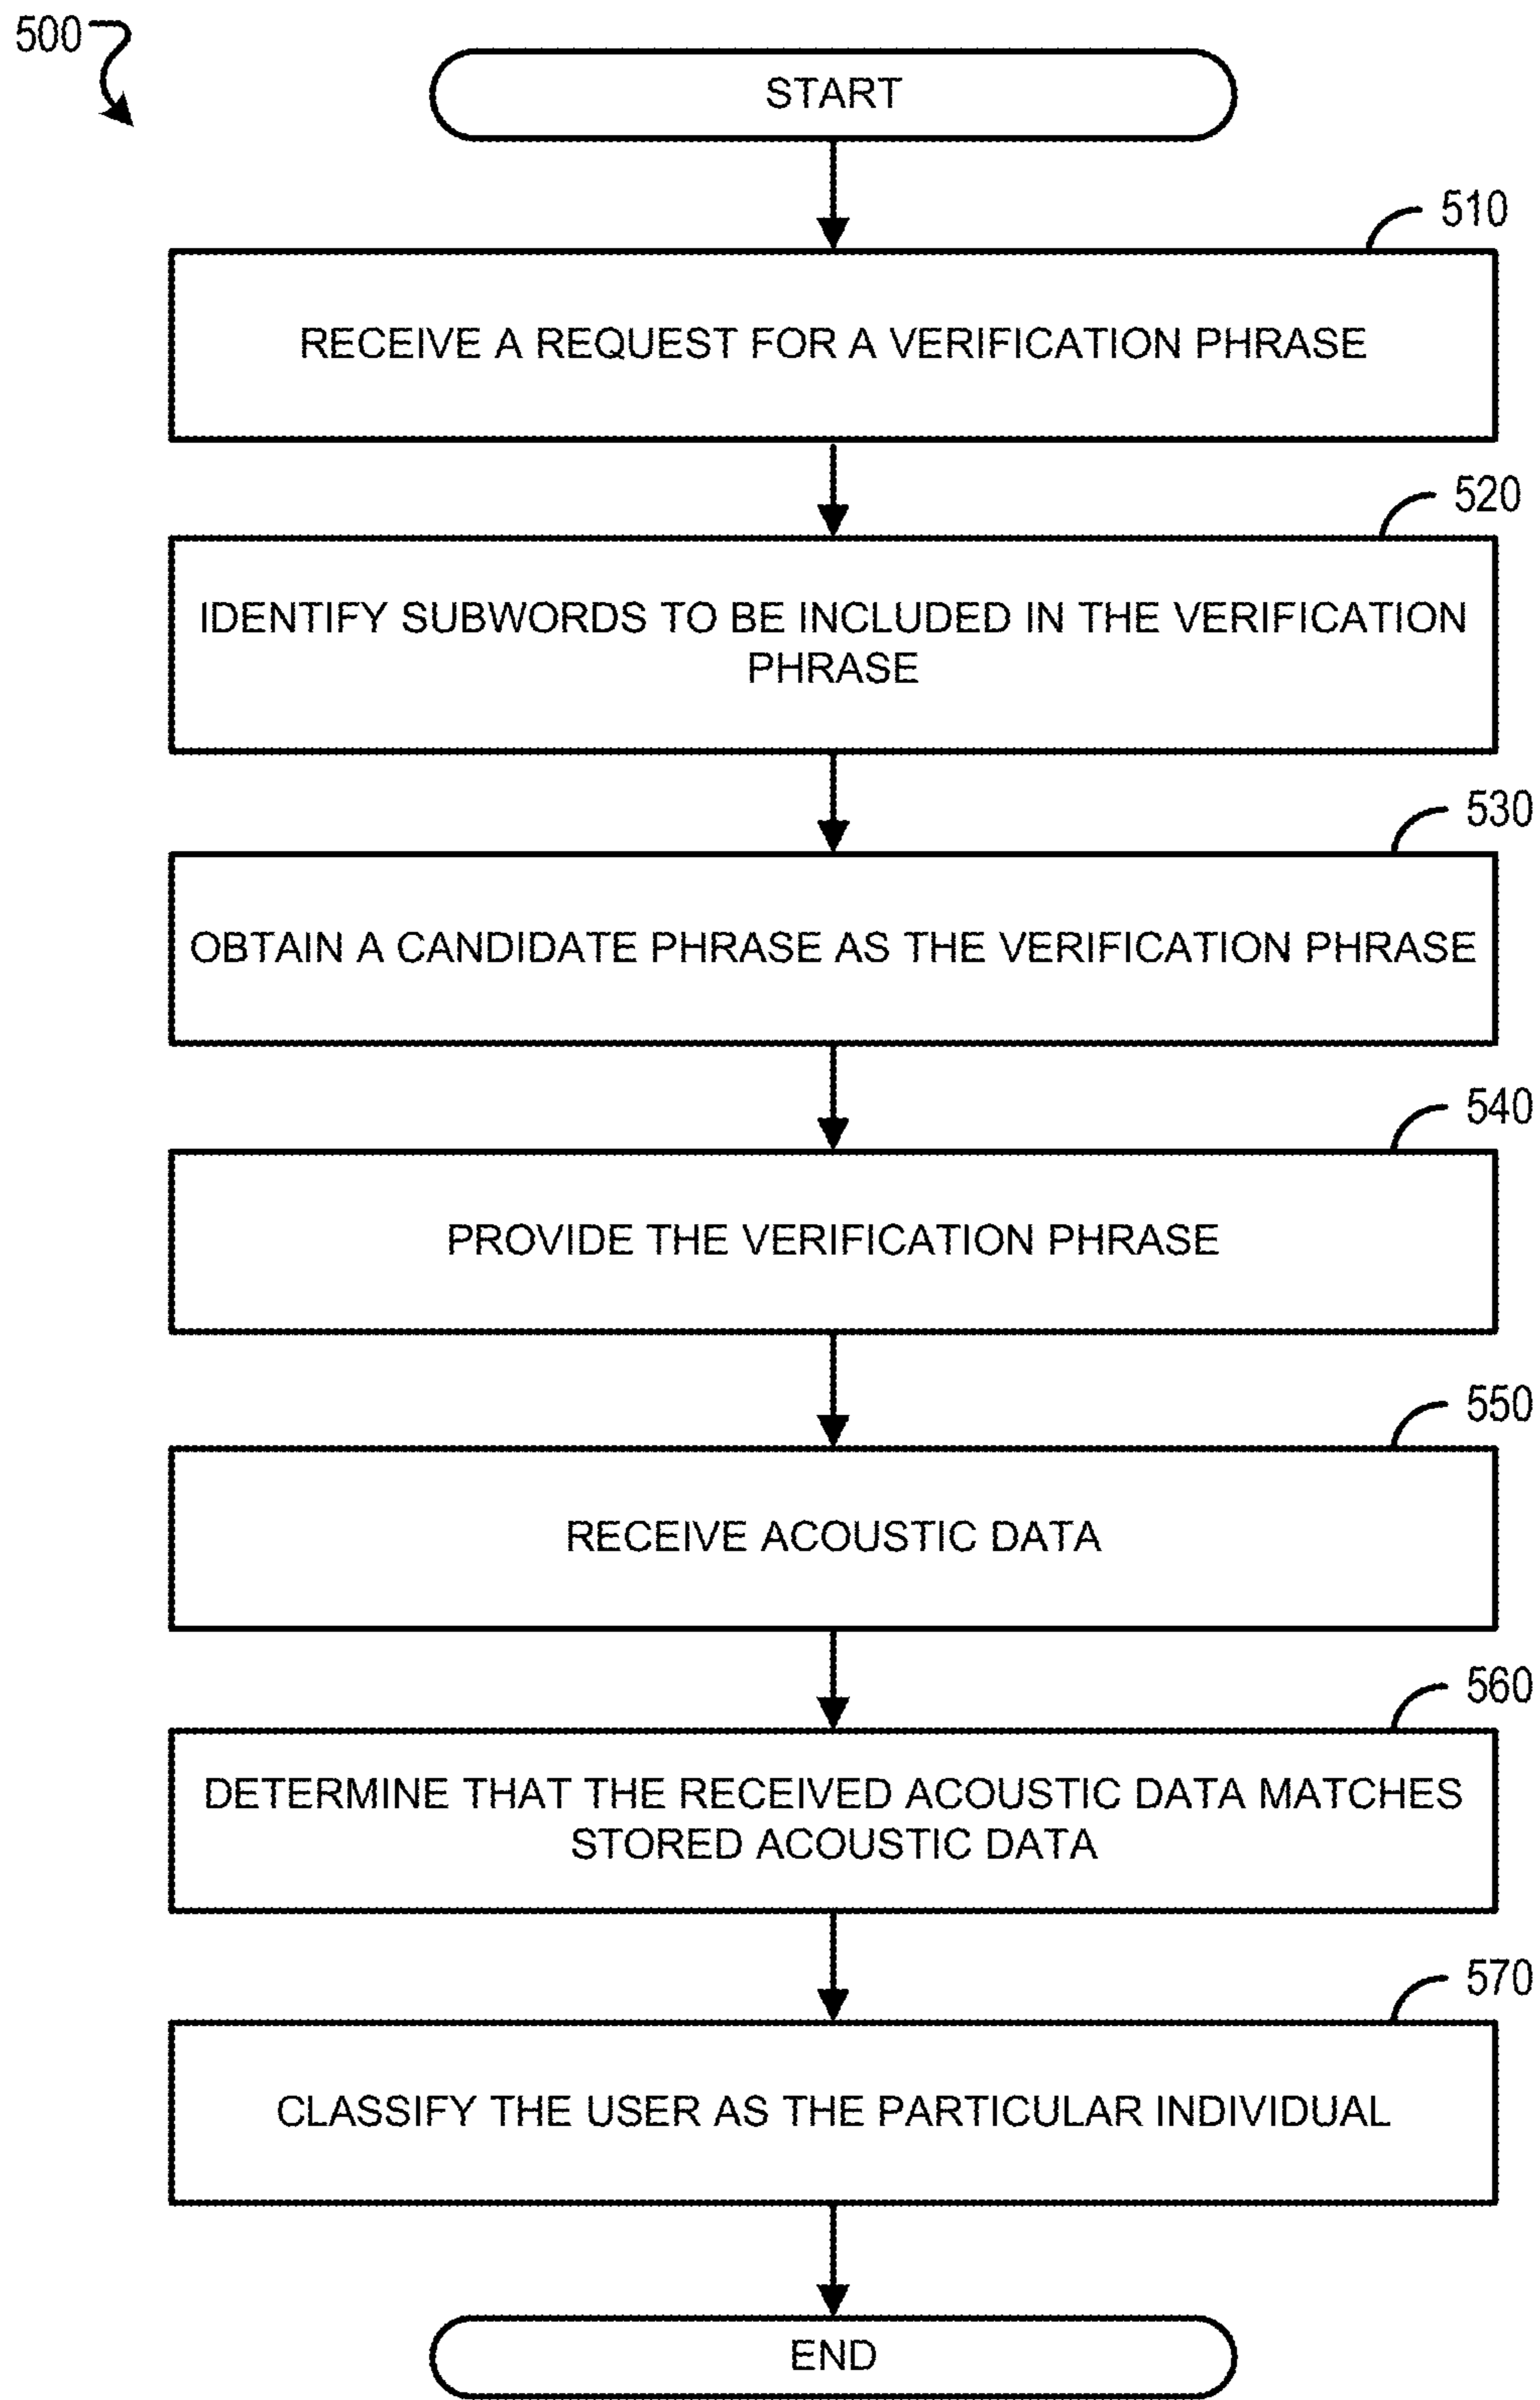 500
START
510
RECEIVE A REQUEST FOR A VERIFICATION PHRASE
520
IDENTIFY SUBWORDS TO BE INCLUDED IN THE VERIFICATION
PHRASE
530
OBTAIN A CANDIDATE PHRASE AS THE VERIFICATION PHRASE
540
PROVIDE THE VERIFICATION PHRASE
550
RECEIVE ACOUSTIC DATA
560
DETERMINE THAT THE RECEIVED ACOUSTIC DATA MATCHES
STORED ACOUSTIC DATA
570
CLASSIFY THE USER AS THE PARTICULAR INDIVIDUAL
END